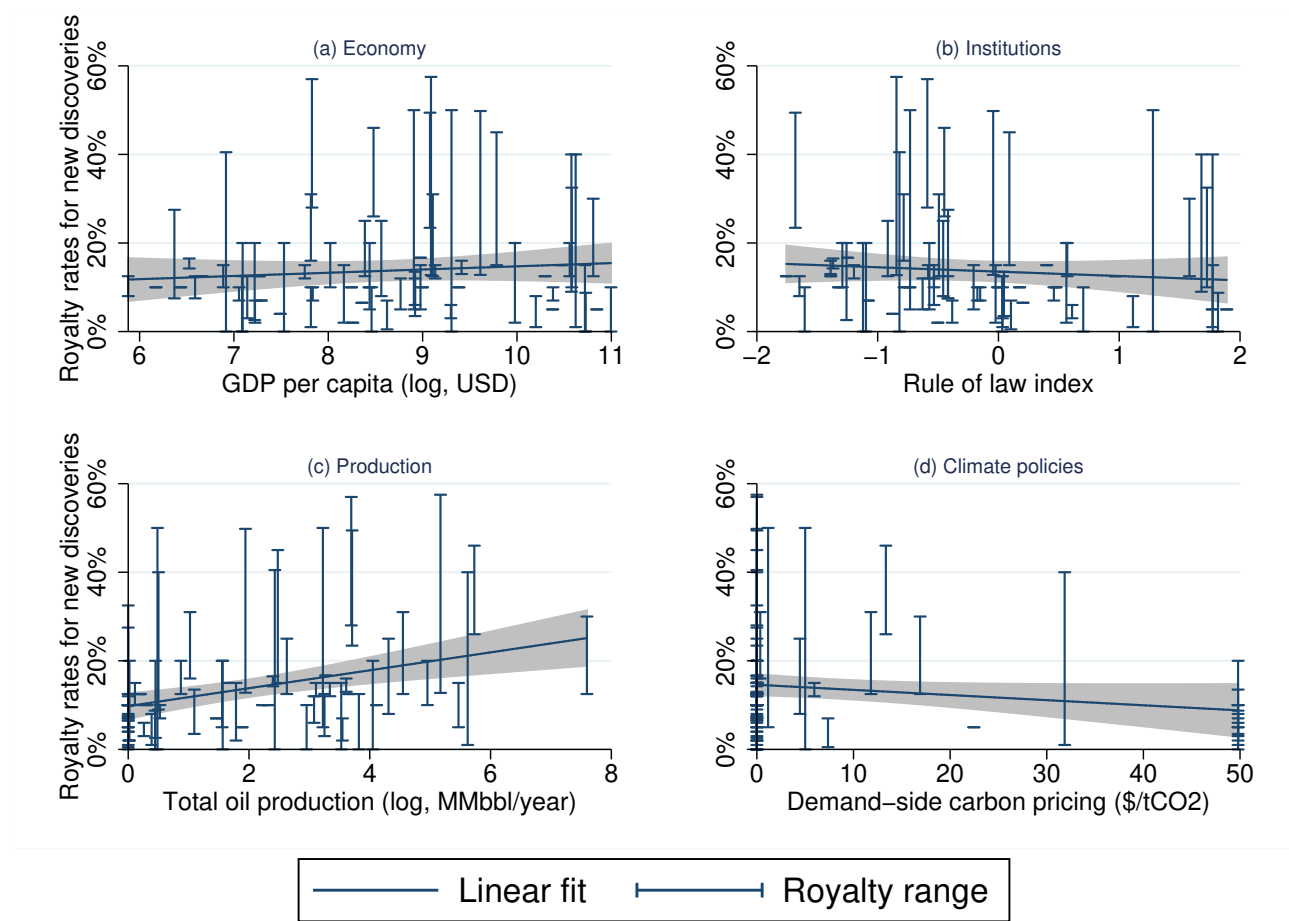 (a) Economy
Royalty rates for new discoveries
0% 20% 40% 60%
6 7 8 9 10 11
GDP per capita (log, USD)
(b) Institutions
0% 20% 40% 60%
−2 −1 0 1 2
Rule of law index
(c) Production
Royalty rates for new discoveries
0% 20% 40% 60%
0 2 4 6 8
Total oil production (log, MMbbl/year)
(d) Climate policies
0% 20% 40% 60%
0 10 20 30 40 50
Demand−side carbon pricing ($/tCO2)
Linear fit Royalty range